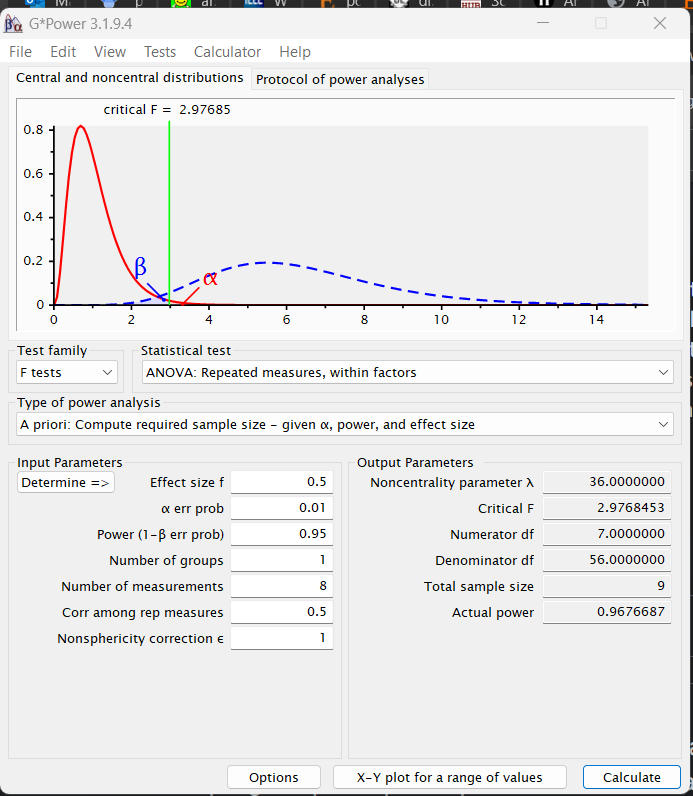 G*Power 3.1.9.4
File Edit View Tests Calculator Help
Central and noncentral distributions Protocol of power analyses
critical F = 2.97685
0.8
0.6
0.4
0.2
0
β
α
0 2 4 6 8 10 12 14
Test family
F tests
Statistical test
ANOVA: Repeated measures, within factors
Type of power analysis
A priori: Compute required sample size - given α, power, and effect size
Input Parameters
Determine =>
Effect size f 0.5
α err prob 0.01
Power (1-β err prob) 0.95
Number of groups 1
Number of measurements 8
Corr among rep measures 0.5
Nonsphericity correction ϵ 1
Output Parameters
Noncentrality parameter λ 36.0000000
Critical F 2.9768453
Numerator df 7.0000000
Denominator df 56.0000000
Total sample size 9
Actual power 0.9676687
Options
X-Y plot for a range of values
Calculate